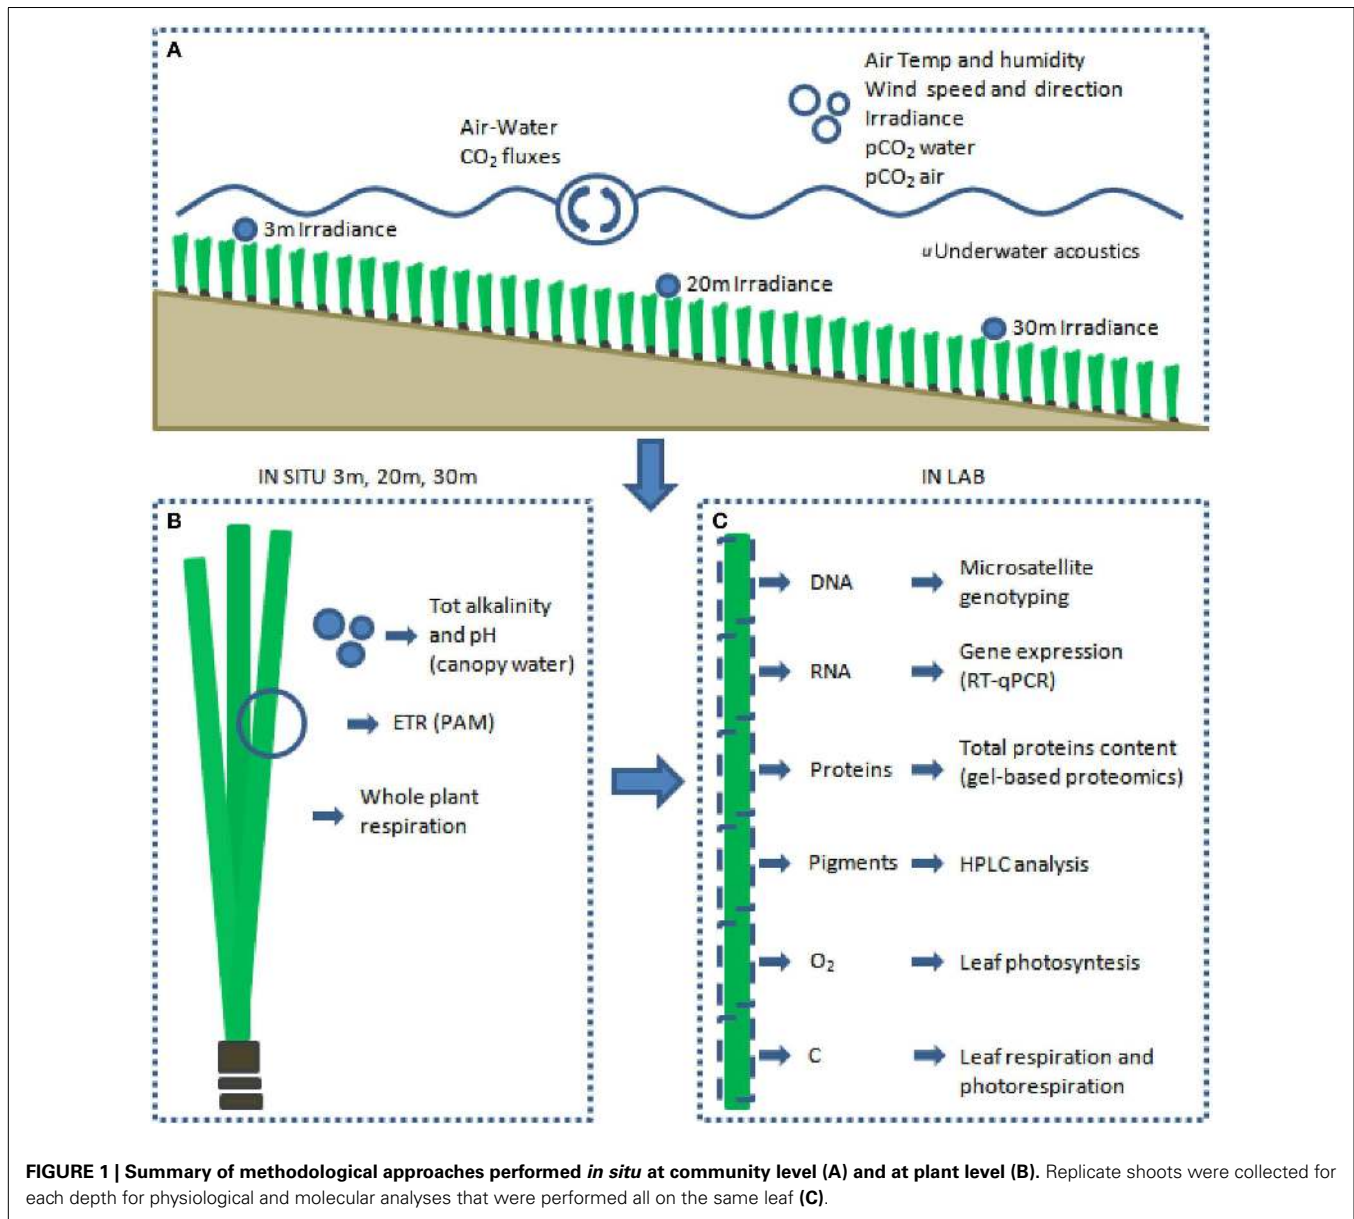 A
Air Temp and humidity
Wind speed and direction
Irradiance
pCO₂ water
pCO₂ air
Air-Water
CO₂ fluxes
3m Irradiance
uUnderwater acoustics
20m Irradiance
30m Irradiance
IN SITU 3m, 20m, 30m
IN LAB
B
Tot alkalinity
and pH
(canopy water)
ETR (PAM)
Whole plant
respiration
C
DNA
Microsatellite
genotyping
RNA
Gene expression
(RT-qPCR)
Proteins
Total proteins content
(gel-based proteomics)
Pigments
HPLC analysis
O₂
Leaf photosyntesis
C
Leaf respiration and
photorespiration
FIGURE 1 | Summary of methodological approaches performed in situ at community level (A) and at plant level (B). Replicate shoots were collected for
each depth for physiological and molecular analyses that were performed all on the same leaf (C).